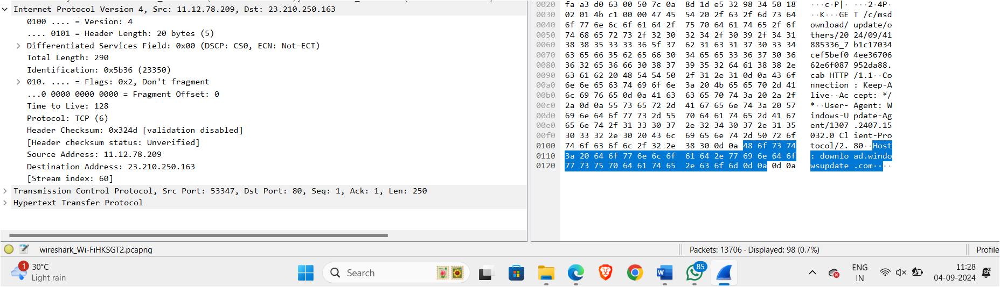 Internet Protocol Version 4, Src: 11.12.78.209, Dst: 23.210.250.163
0100 .... = Version: 4
.... 0101 = Header Length: 20 bytes (5)
Differentiated Services Field: 0x00 (DSCP: CS0, ECN: Not-ECT)
Total Length: 290
Identification: 0x5b36 (23350)
010. .... = Flags: 0x2, Don't fragment
...0 0000 0000 0000 = Fragment Offset: 0
Time to Live: 128
Protocol: TCP (6)
Header Checksum: 0x324d [validation disabled]
[Header checksum status: Unverified]
Source Address: 11.12.78.209
Destination Address: 23.210.250.163
[Stream index: 60]
Transmission Control Protocol, Src Port: 53347, Dst Port: 80, Seq: 1, Ack: 1, Len: 250
Hypertext Transfer Protocol
0020 fa a3 d0 63 00 50 7c 0a 8d 1d e5 32 98 34 50 18 ···c·P|· ···2·4P·
0030 02 01 4b c1 00 00 47 45 54 20 2f 63 2f 6d 73 64 ··K···GE T /c/msd
0040 6f 77 6e 6c 6f 61 64 2f 75 70 64 61 74 65 2f 6f ownload/ update/o
0050 74 68 65 72 73 2f 32 30 32 34 2f 30 39 2f 34 31 thers/20 24/09/41
0060 38 38 35 33 33 36 5f 37 62 31 63 31 37 30 33 34 885336_7 b1c17034
0070 63 65 66 35 62 65 66 30 34 65 65 33 36 37 30 36 cef5bef0 4ee36706
0080 36 32 65 36 66 30 38 37 39 35 32 64 61 38 38 2e 62e6f087 952da88.
0090 63 61 62 20 48 54 54 50 2f 31 2e 31 0d 0a 43 6f cab HTTP /1.1··Co
00a0 6e 6e 65 63 74 69 6f 6e 3a 20 4b 65 65 70 2d 41 nnection : Keep-A
00b0 6c 69 76 65 0d 0a 41 63 63 65 70 74 3a 20 2a 2f live··Ac cept: */
00c0 2a 0d 0a 55 73 65 72 2d 41 67 65 6e 74 3a 20 57 *··User- Agent: W
00d0 69 6e 64 6f 77 73 2d 55 70 64 61 74 65 2d 41 67 indows-U pdate-Ag
00e0 65 6e 74 2f 31 33 30 37 2e 32 34 30 37 2e 31 35 ent/1307 .2407.15
00f0 30 33 32 2e 30 20 43 6c 69 65 6e 74 2d 50 72 6f 032.0 Cl ient-Pro
0100 74 6f 63 6f 6c 2f 32 2e 38 30 0d 0a 48 6f 73 74 tocol/2. 80··Host
0110 3a 20 64 6f 77 6e 6c 6f 61 64 2e 77 69 6e 64 6f : downlo ad.windo
0120 77 73 75 70 64 61 74 65 2e 63 6f 6d 0d 0a 0d 0a wsupdate .com····
wireshark_Wi-FiHKSGT2.pcapng
Packets: 13706 · Displayed: 98 (0.7%)
Profile
1
30°C
Light rain
Search
85
ENG
IN
11:28
04-09-2024